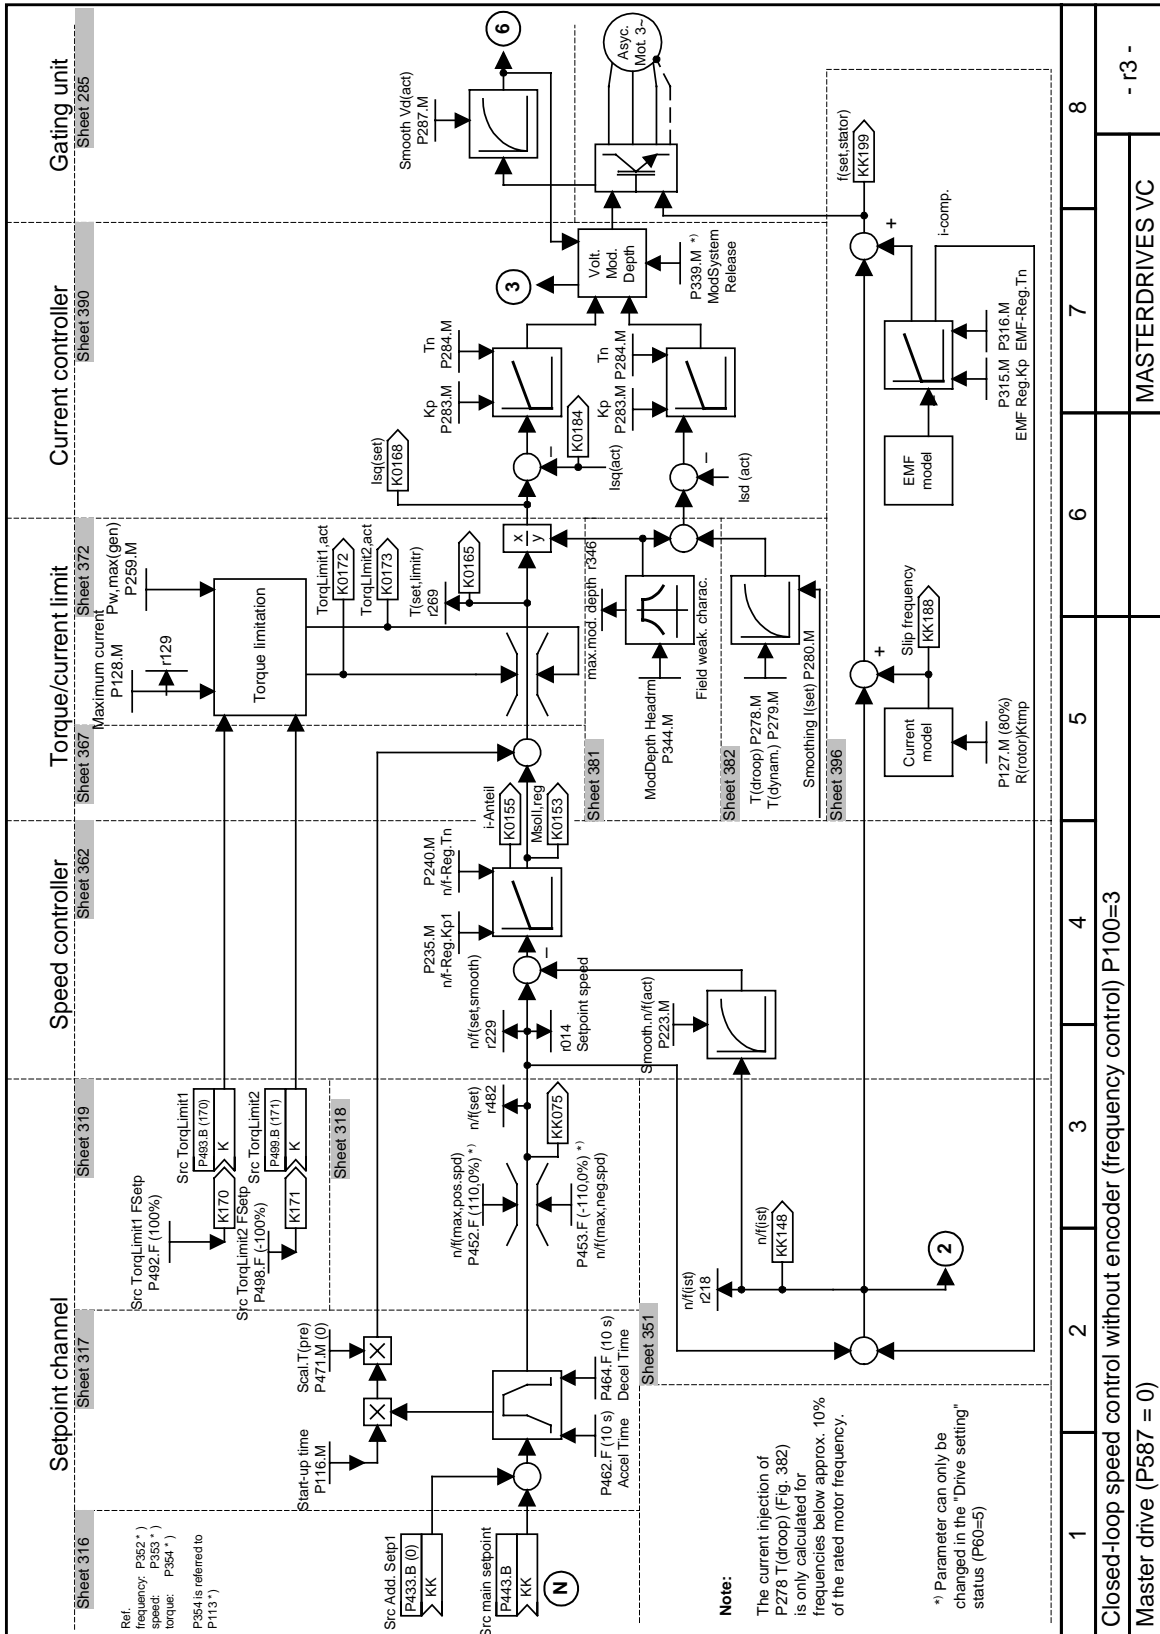 Setpoint channel
Speed controller
Torque/current limit
Current controller
Gating unit
Sheet 316
Sheet 317
Sheet 319
Sheet 362
Sheet 367
Sheet 372
Sheet 390
Sheet 285
Ref.
frequency: P352 *)
speed: P353 *)
torque: P354 *)
P354 is referred to
P113 *)
Src TorqLimit1 FSetp
P492.F (100%)
K170
Src TorqLimit1
P493.B (170)
K
Src TorqLimit2 FSetp
P498.F (-100%)
K171
Src TorqLimit2
P499.B (171)
K
Sheet 318
Maximum current
P128.M
r129
Pw,max(gen)
P259.M
Torque limitation
TorqLimit1,act
K0172
TorqLImit2,act
K0173
T(set,limitr)
r269
K0165
Start-up time
P116.M
Scal.T(pre)
P471.M (0)
Src Add. Setp1
P433.B (0)
KK
Src main setpoint
P443.B
KK
N
P462.F (10 s)
Accel Time
P464.F (10 s)
Decel Time
n/f(max,pos.spd)
P452.F (110,0%) *)
P453.F (-110,0%) *)
n/f(max,neg.spd)
n/f(set)
r482
KK075
n/f(set,smooth)
r229
r014
Setpoint speed
P235.M
n/f-Reg.Kp1
P240.M
n/f-Reg.Tn
i-Anteil
K0155
Msoll,reg
K0153
–
x
y
Isq(set)
K0168
Kp
P283.M
Tn
P284.M
–
Isq(act)
K0184
Kp
P283.M
Tn
P284.M
–
Isd (act)
3
Volt.
Mod.
Depth
P339.M *)
ModSystem
Release
Smooth Vd(act)
P287.M
6
Asyc.
Mot. 3~
Sheet 381
max.mod. depth r346
ModDepth Headrm
P344.M
Field weak. charac.
Sheet 382
T(droop) P278.M
T(dynam.) P279.M
Smoothing I(set) P280.M
Sheet 396
Sheet 351
n/f(ist)
r218
n/f(ist)
KK148
2
Smooth.n/f(act)
P223.M
Current
model
P127.M (80%)
R(rotor)Ktmp
Slip frequency
KK188
+
EMF
model
P315.M
EMF Reg.Kp
P316.M
EMF-Reg.Tn
i-comp.
+
f(set,stator)
KK199
Note:
The current injection of
P278 T(droop) (Fig. 382)
is only calculated for
frequencies below approx. 10%
of the rated motor frequency.
*) Parameter can only be
changed in the "Drive setting"
status (P60=5)
1
2
3
4
5
6
7
8
Closed-loop speed control without encoder (frequency control) P100=3
Master drive (P587 = 0)
MASTERDRIVES VC
- r3 -